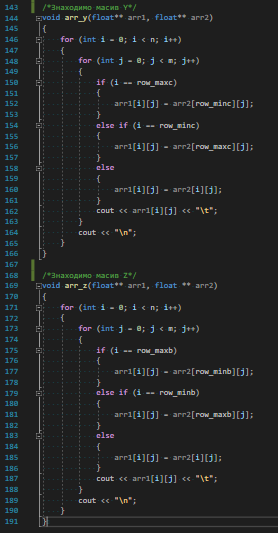 143 /*Знаходимо масив Y*/
144 void arr_y(float** arr1, float** arr2)
145 {
146 for (int i = 0; i < n; i++)
147 {
148 for (int j = 0; j < m; j++)
149 {
150 if (i == row_maxc)
151 {
152 arr1[i][j] = arr2[row_minc][j];
153 }
154 else if (i == row_minc)
155 {
156 arr1[i][j] = arr2[row_maxc][j];
157 }
158 else
159 {
160 arr1[i][j] = arr2[i][j];
161 }
162 cout << arr1[i][j] << "\t";
163 }
164 cout << "\n";
165 }
166 }
167
168 /*Знаходимо масив Z*/
169 void arr_z(float** arr1, float ** arr2)
170 {
171 for (int i = 0; i < n; i++)
172 {
173 for (int j = 0; j < m; j++)
174 {
175 if (i == row_maxb)
176 {
177 arr1[i][j] = arr2[row_minb][j];
178 }
179 else if (i == row_minb)
180 {
181 arr1[i][j] = arr2[row_maxb][j];
182 }
183 else
184 {
185 arr1[i][j] = arr2[i][j];
186 }
187 cout << arr1[i][j] << "\t";
188 }
189 cout << "\n";
190 }
191 }